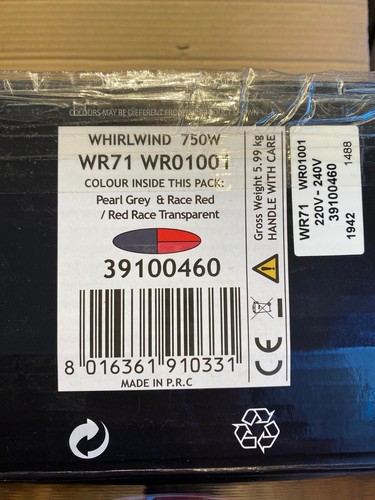 COLOURS MAY BE DIFFERENT FROM
WHIRLWIND 750W
WR71 WR01001
COLOUR INSIDE THIS PACK:
Pearl Grey & Race Red
/ Red Race Transparent
39100460
8 016361 910331
MADE IN P.R.C
Gross Weight 5.99 kg
HANDLE WITH CARE
CE
WR71 WR01001
220V - 240V
39100460
1942 1488